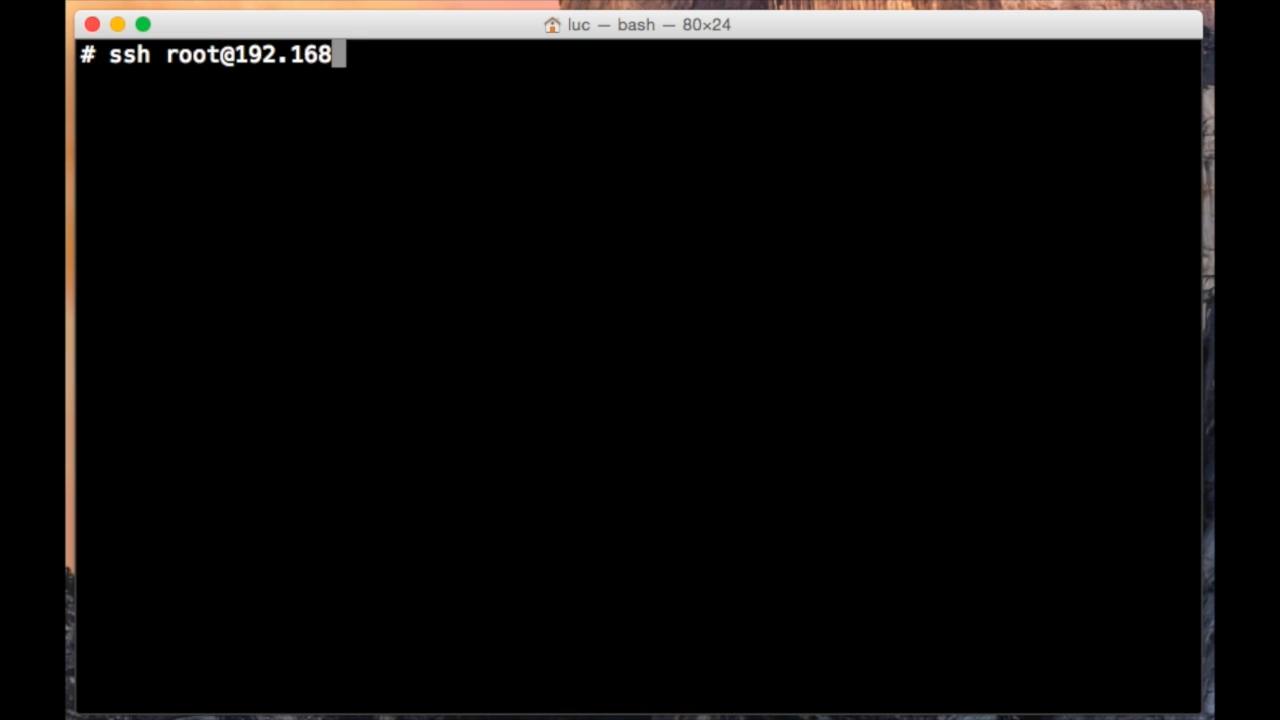 luc — bash — 80×24
# ssh root@192.168